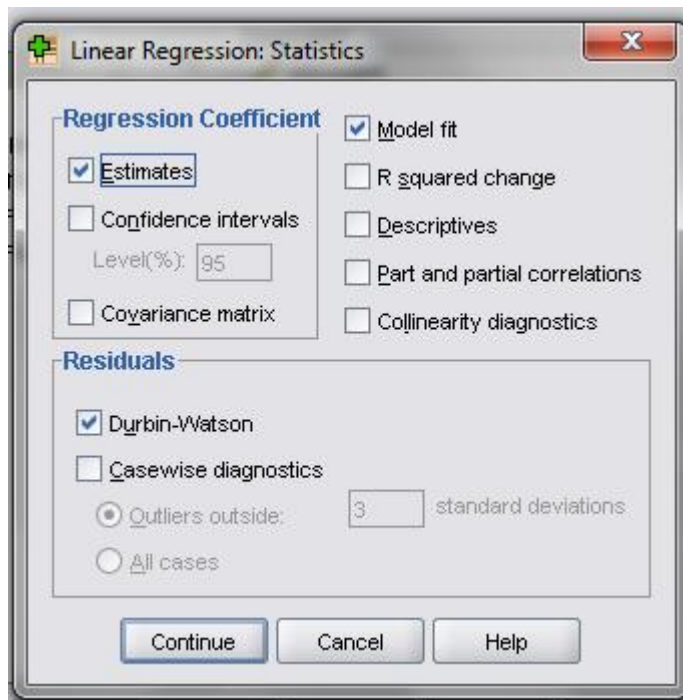 Linear Regression: Statistics
Regression Coefficient
Estimates
Confidence intervals
Level(%): 95
Covariance matrix
Model fit
R squared change
Descriptives
Part and partial correlations
Collinearity diagnostics
Residuals
Durbin-Watson
Casewise diagnostics
Outliers outside: 3 standard deviations
All cases
Continue Cancel Help